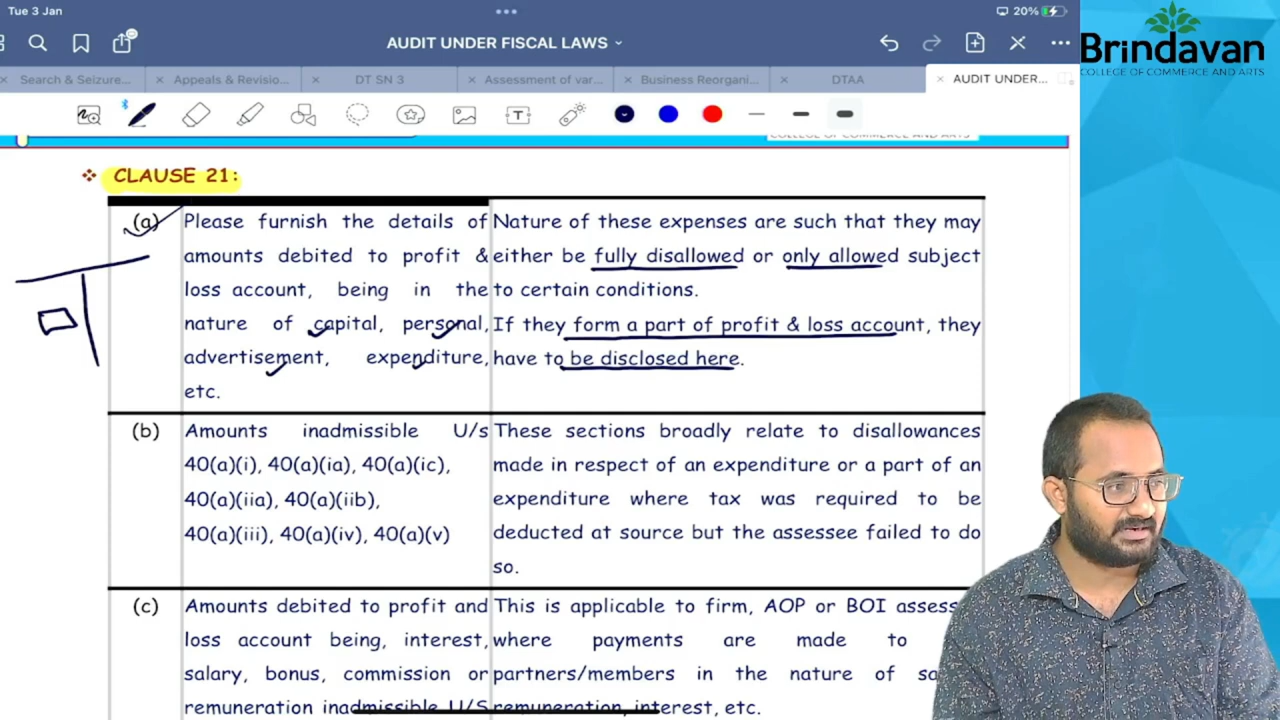 Tue 3 Jan
20%
Brindavan
COLLEGE OF COMMERCE AND ARTS
AUDIT UNDER FISCAL LAWS
Search & Seizure...
Appeals & Revisio...
DT SN 3
Assessment of var...
Business Reorgani...
DTAA
AUDIT UNDER...
COLLEGE OF COMMERCE AND ARTS
❖ CLAUSE 21:
(a)
Please furnish the details of
amounts debited to profit &
loss account, being in the
nature of capital, personal,
advertisement, expenditure,
etc.
Nature of these expenses are such that they may
either be fully disallowed or only allowed subject
to certain conditions.
If they form a part of profit & loss account, they
have to be disclosed here.
(b)
Amounts inadmissible U/s
40(a)(i), 40(a)(ia), 40(a)(ic),
40(a)(iia), 40(a)(iib),
40(a)(iii), 40(a)(iv), 40(a)(v)
These sections broadly relate to disallowances
made in respect of an expenditure or a part of an
expenditure where tax was required to be
deducted at source but the assessee failed to do
so.
(c)
Amounts debited to profit and
loss account being, interest,
salary, bonus, commission or
remuneration inadmissible U/S
This is applicable to firm, AOP or BOI
where payments are made to
partners/members in the nature of
remuneration, interest, etc.